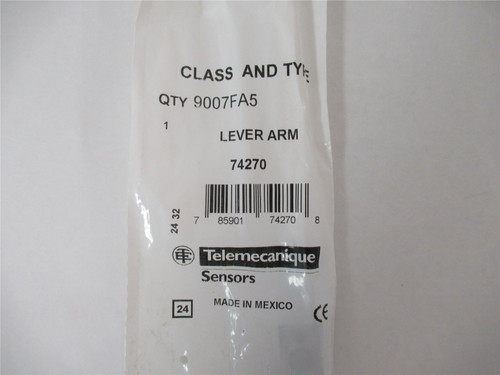 CLASS AND TYPE
QTY 9007FA5
1
LEVER ARM
74270
24 32
7 85901 74270 8
Telemecanique
Sensors
24 MADE IN MEXICO CE